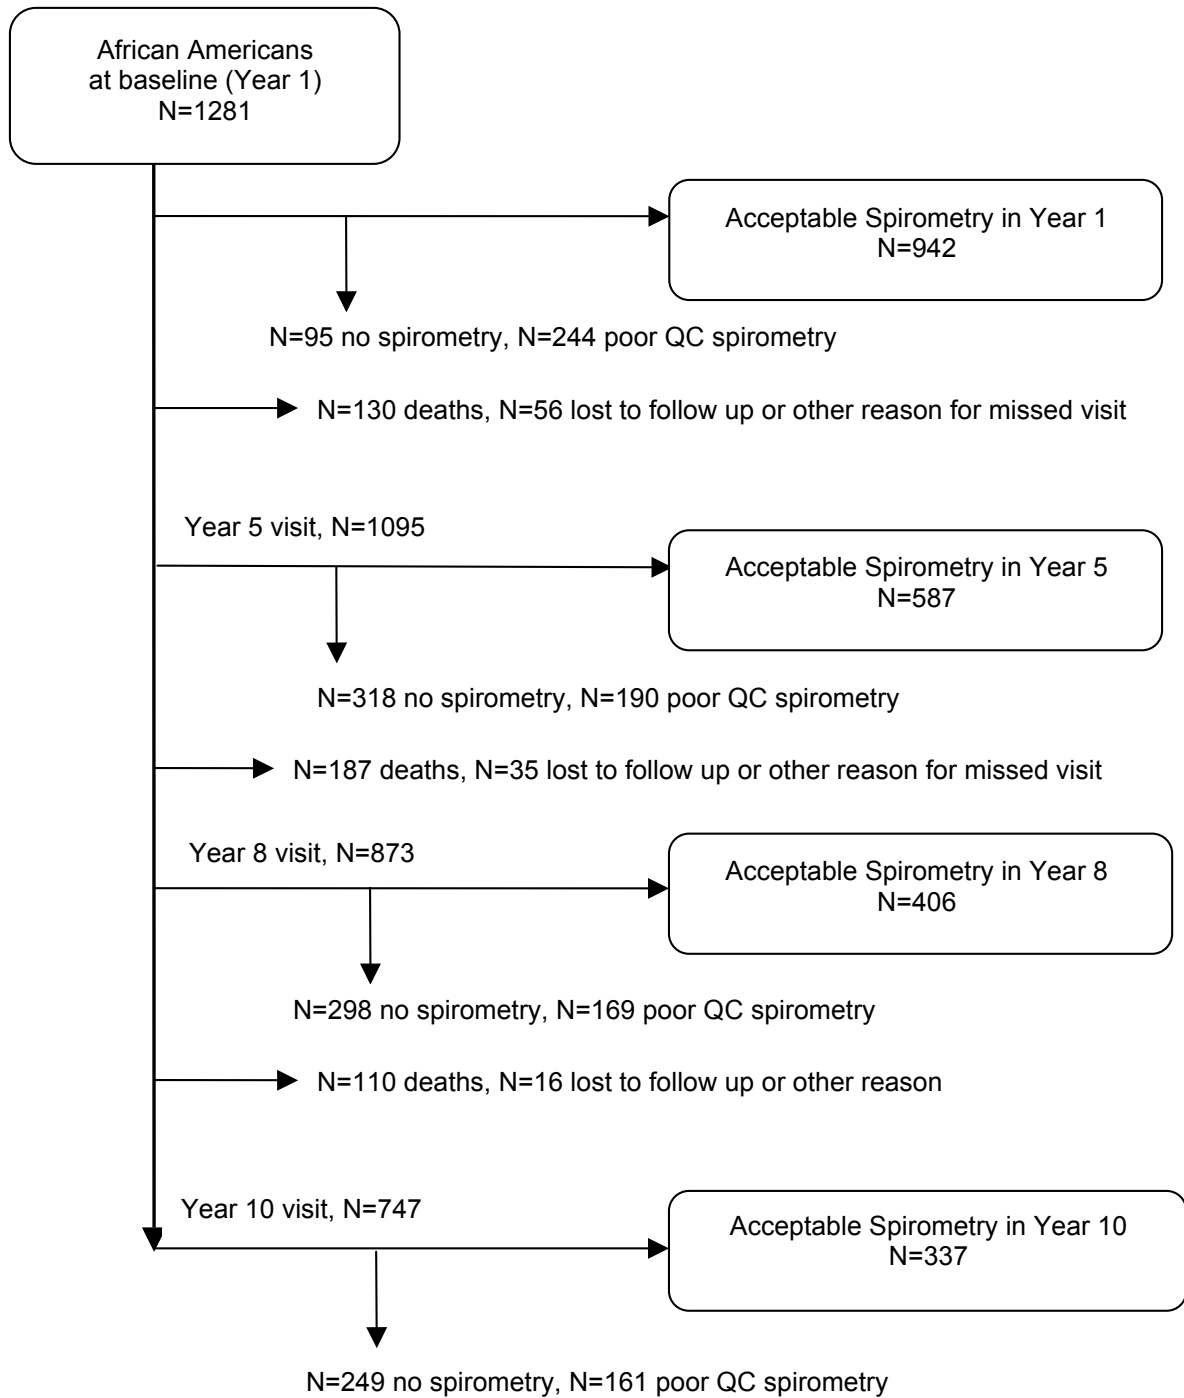 African Americans
at baseline (Year 1)
N=1281
Acceptable Spirometry in Year 1
N=942
N=95 no spirometry, N=244 poor QC spirometry
N=130 deaths, N=56 lost to follow up or other reason for missed visit
Year 5 visit, N=1095
Acceptable Spirometry in Year 5
N=587
N=318 no spirometry, N=190 poor QC spirometry
N=187 deaths, N=35 lost to follow up or other reason for missed visit
Year 8 visit, N=873
Acceptable Spirometry in Year 8
N=406
N=298 no spirometry, N=169 poor QC spirometry
N=110 deaths, N=16 lost to follow up or other reason
Year 10 visit, N=747
Acceptable Spirometry in Year 10
N=337
N=249 no spirometry, N=161 poor QC spirometry